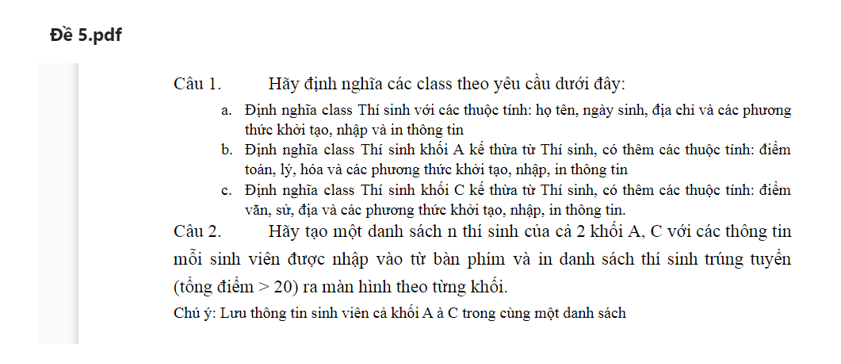 Đề 5.pdf
Câu 1. Hãy định nghĩa các class theo yêu cầu dưới đây:
a. Định nghĩa class Thí sinh với các thuộc tính: họ tên, ngày sinh, địa chỉ và các phương
thức khởi tạo, nhập và in thông tin
b. Định nghĩa class Thí sinh khối A kế thừa từ Thí sinh, có thêm các thuộc tính: điểm
toán, lý, hóa và các phương thức khởi tạo, nhập, in thông tin
c. Định nghĩa class Thí sinh khối C kế thừa từ Thí sinh, có thêm các thuộc tính: điểm
văn, sử, địa và các phương thức khởi tạo, nhập, in thông tin.
Câu 2. Hãy tạo một danh sách n thí sinh của cả 2 khối A, C với các thông tin
mỗi sinh viên được nhập vào từ bàn phím và in danh sách thí sinh trúng tuyển
(tổng điểm > 20) ra màn hình theo từng khối.
Chú ý: Lưu thông tin sinh viên cả khối A à C trong cùng một danh sách